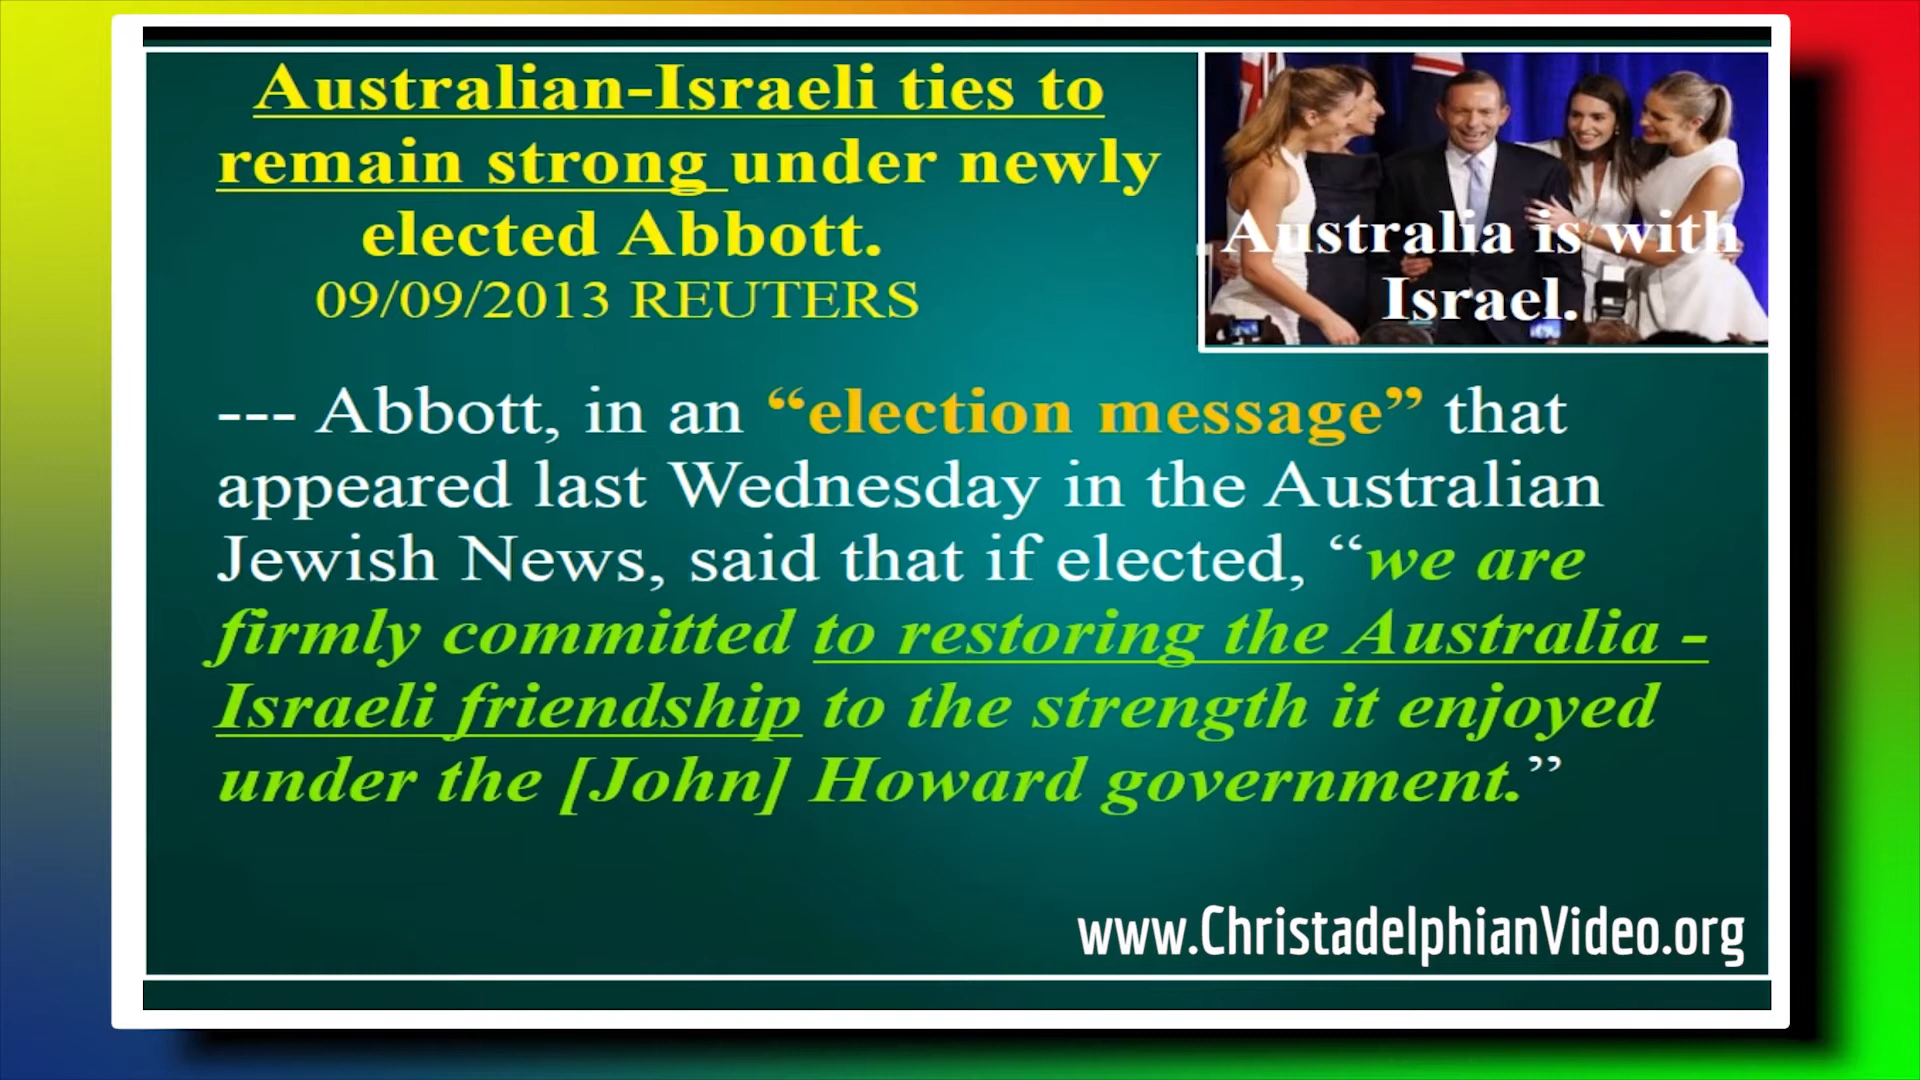 Australian-Israeli ties to
remain strong under newly
elected Abbott.
09/09/2013 REUTERS
Australia is with
Israel.
--- Abbott, in an “election message” that
appeared last Wednesday in the Australian
Jewish News, said that if elected, “we are
firmly committed to restoring the Australia -
Israeli friendship to the strength it enjoyed
under the [John] Howard government.”
www.ChristadelphianVideo.org